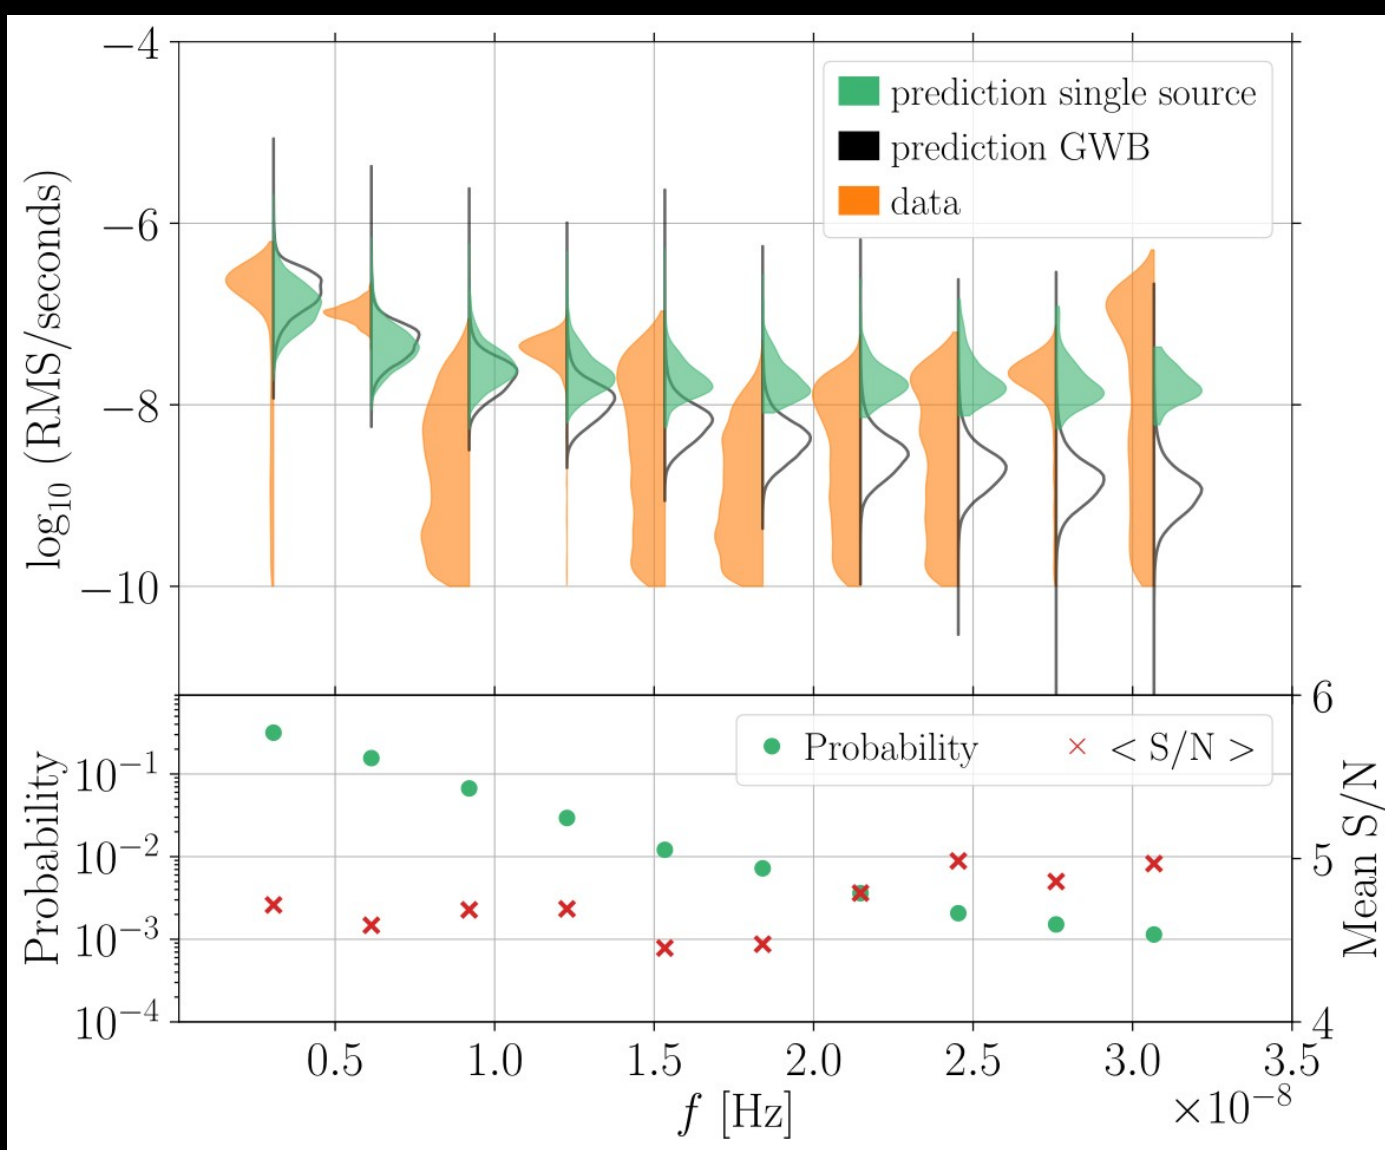 −4
−6
−8
−10
log₁₀ (RMS/seconds)
prediction single source
prediction GWB
data
Probability
10⁻¹
10⁻²
10⁻³
10⁻⁴
Probability
< S/N >
6
5
4
Mean S/N
0.5 1.0 1.5 2.0 2.5 3.0 3.5
×10⁻⁸
f [Hz]